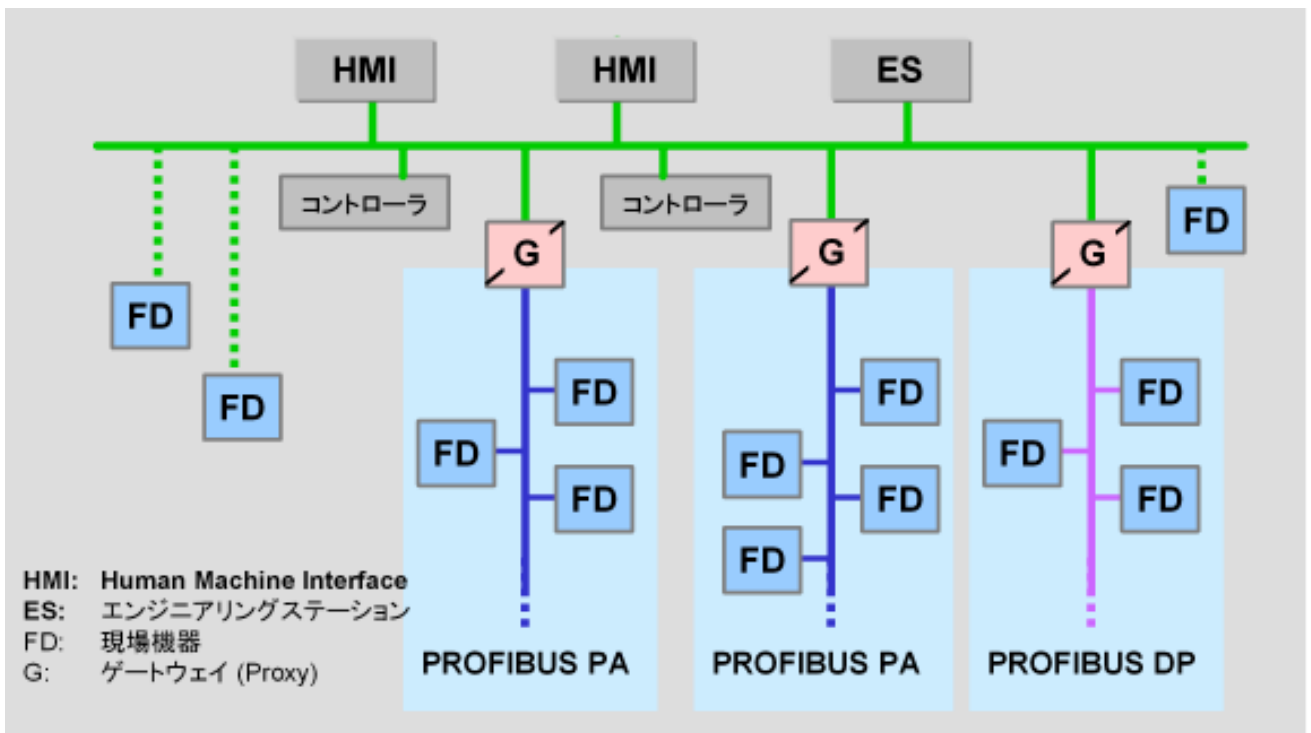 HMI
HMI
ES
コントローラ
コントローラ
FD
G
G
G
FD
FD
FD
FD
FD
FD
FD
FD
FD
FD
FD
FD
FD
HMI: Human Machine Interface
ES: エンジニアリングステーション
FD: 現場機器
G: ゲートウェイ (Proxy)
PROFIBUS PA
PROFIBUS PA
PROFIBUS DP